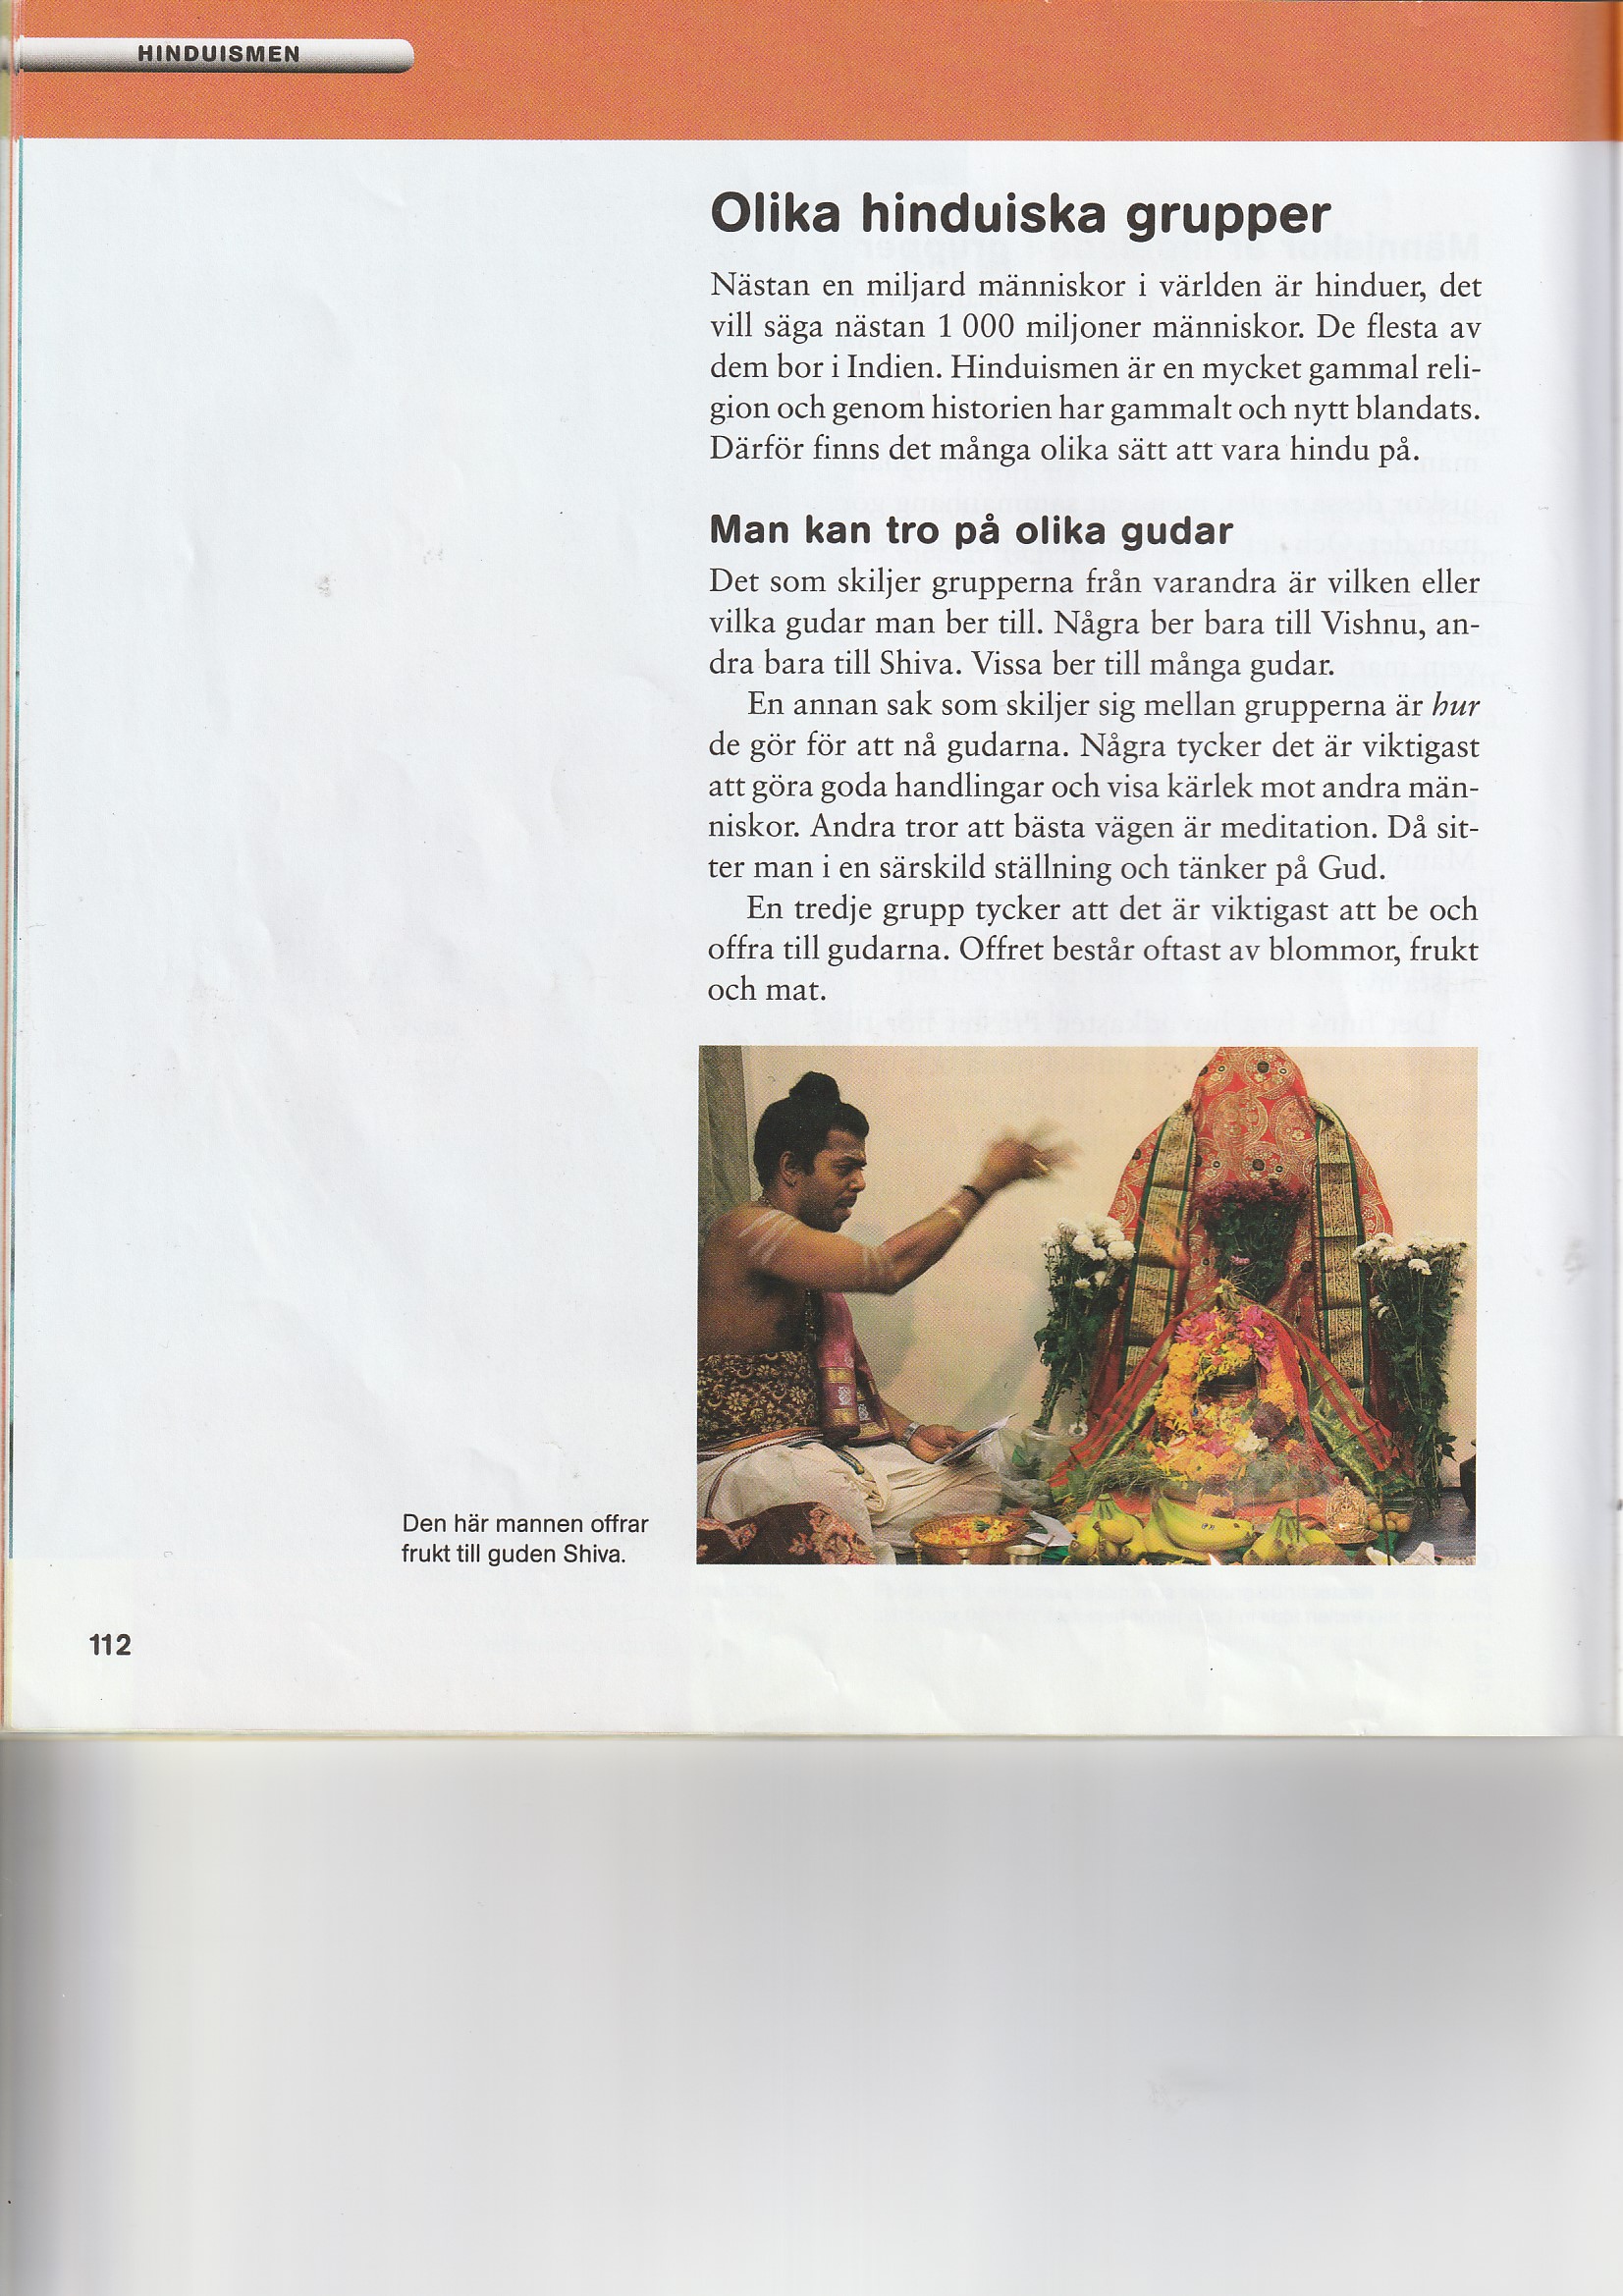 HINDUISMEN
Olika hinduiska grupper
Nästan en miljard människor i världen är hinduer, det
vill säga nästan 1 000 miljoner människor. De flesta av
dem bor i Indien. Hinduismen är en mycket gammal reli-
gion och genom historien har gammalt och nytt blandats.
Därför finns det många olika sätt att vara hindu på.
Man kan tro på olika gudar
Det som skiljer grupperna från varandra är vilken eller
vilka gudar man ber till. Några ber bara till Vishnu, an-
dra bara till Shiva. Vissa ber till många gudar.
En annan sak som skiljer sig mellan grupperna är hur
de gör för att nå gudarna. Några tycker det är viktigast
att göra goda handlingar och visa kärlek mot andra män-
niskor. Andra tror att bästa vägen är meditation. Då sit-
ter man i en särskild ställning och tänker på Gud.
En tredje grupp tycker att det är viktigast att be och
offra till gudarna. Offret består oftast av blommor, frukt
och mat.
Den här mannen offrar
frukt till guden Shiva.
112